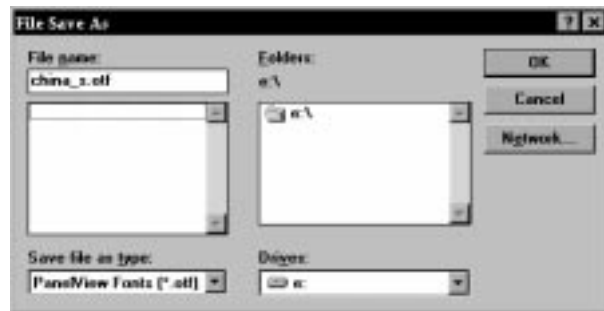 File Save As
File name:
china_s.otf
Folders:
a:\
a:\
OK
Cancel
Network...
Save file as type:
PanelView Fonts (*.otf)
Drives:
a: